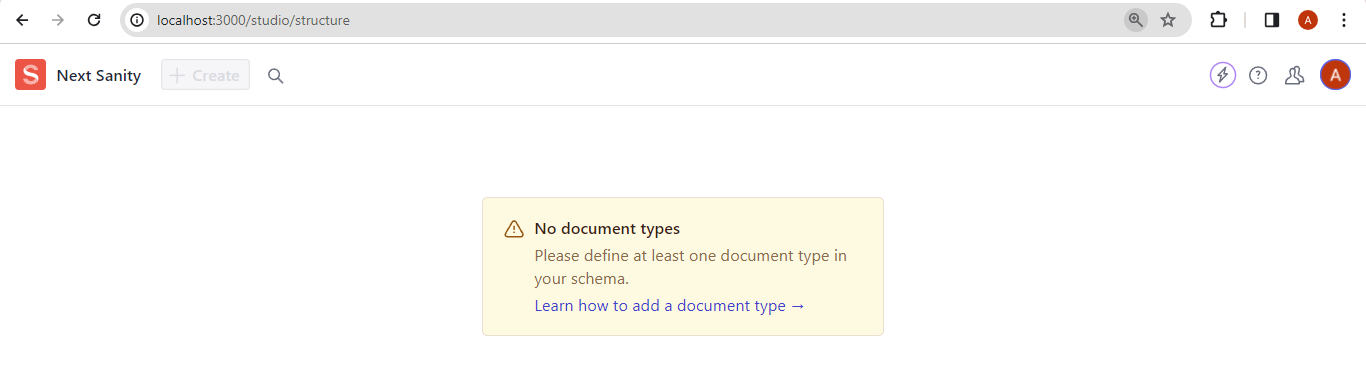 localhost:3000/studio/structure
A
S Next Sanity + Create
A
No document types
Please define at least one document type in
your schema.
Learn how to add a document type →